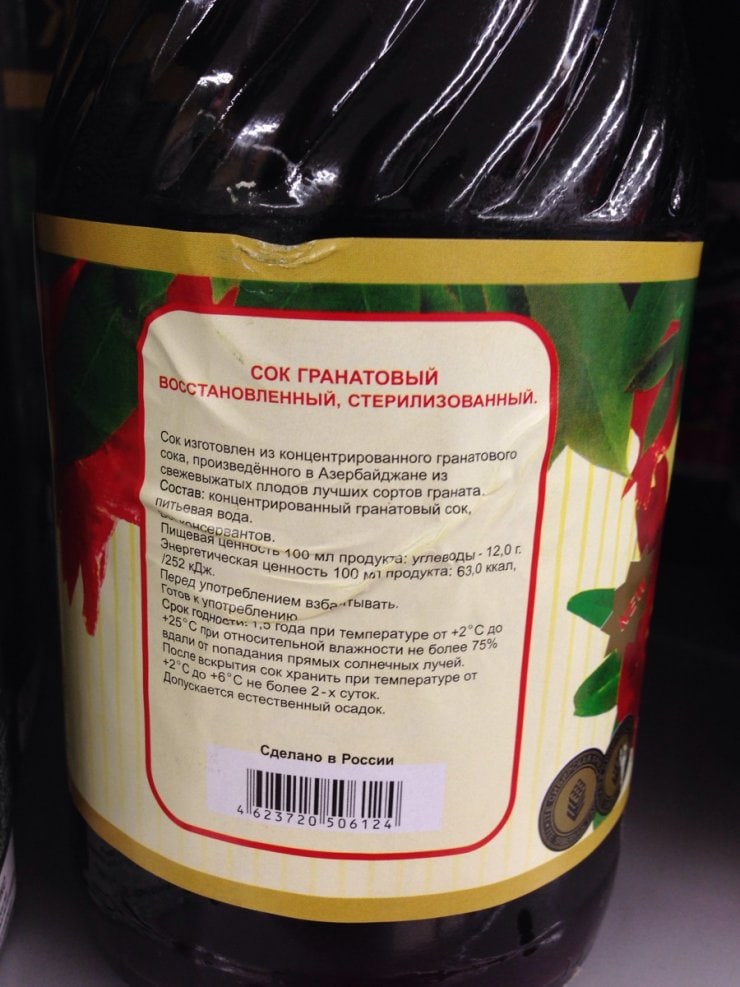 СОК ГРАНАТОВЫЙ
ВОССТАНОВЛЕННЫЙ, СТЕРИЛИЗОВАННЫЙ.
Сок изготовлен из концентрированного гранатового
сока, произведённого в Азербайджане из
свежевыжатых плодов лучших сортов граната.
Состав: концентрированный гранатовый сок,
питьевая вода.
консервантов.
Пищевая ценность 100 мл продукта: углеводы - 12,0 г.
Энергетическая ценность 100 мл продукта: 63,0 ккал,
/252 кДж.
Перед употреблением взбалтывать.
Готов к употреблению
Срок годности: 1,5 года при температуре от +2°С до
+25°С при относительной влажности не более 75%
вдали от попадания прямых солнечных лучей.
После вскрытия сок хранить при температуре от
+2°С до +6°С не более 2-х суток.
Допускается естественный осадок.
NEW
Сделано в России
4 623720 506124